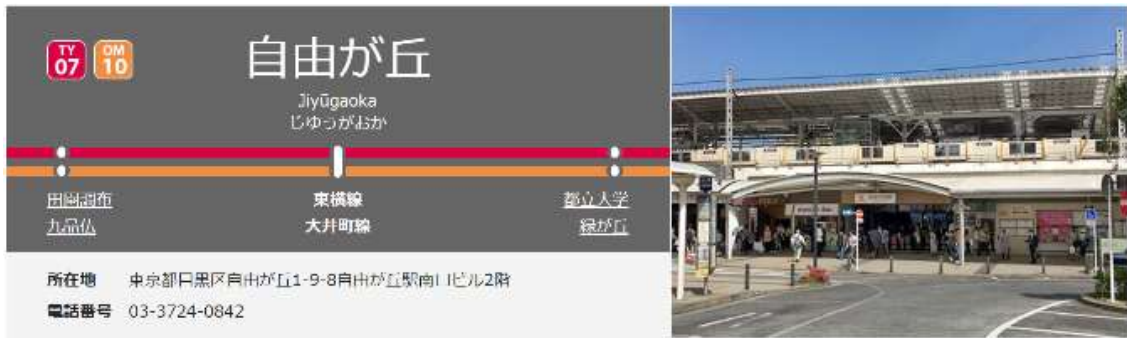 TY
07
OM
10
自由が丘
Jiyūgaoka
じゆうがおか
田園調布
東横線
都立大学
九品仏
大井町線
緑が丘
所在地 東京都目黒区自由が丘1-9-8自由が丘駅南口ビル2階
電話番号 03-3724-0842